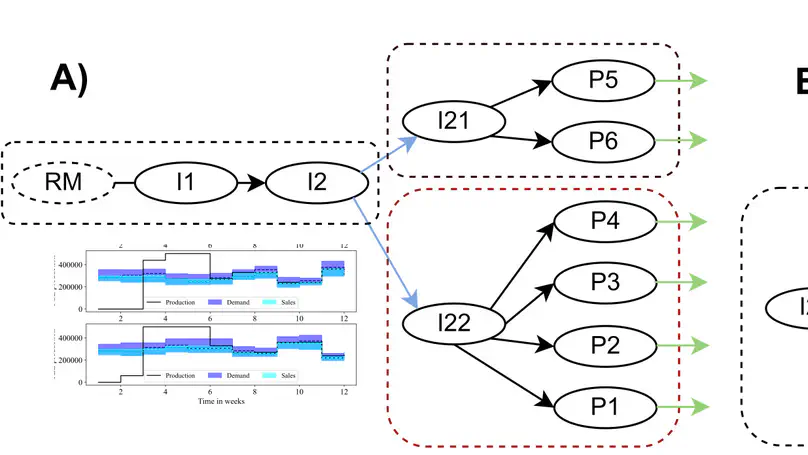 A)
RM
I1
I2
I21
P5
P6
I22
P4
P3
P2
P1
2 4 6 8 10 12
400000
200000
0
Production Demand Sales
2 4 6 8 10 12
400000
200000
0
Production Demand Sales
2 4 6 8 10 12
Time in weeks